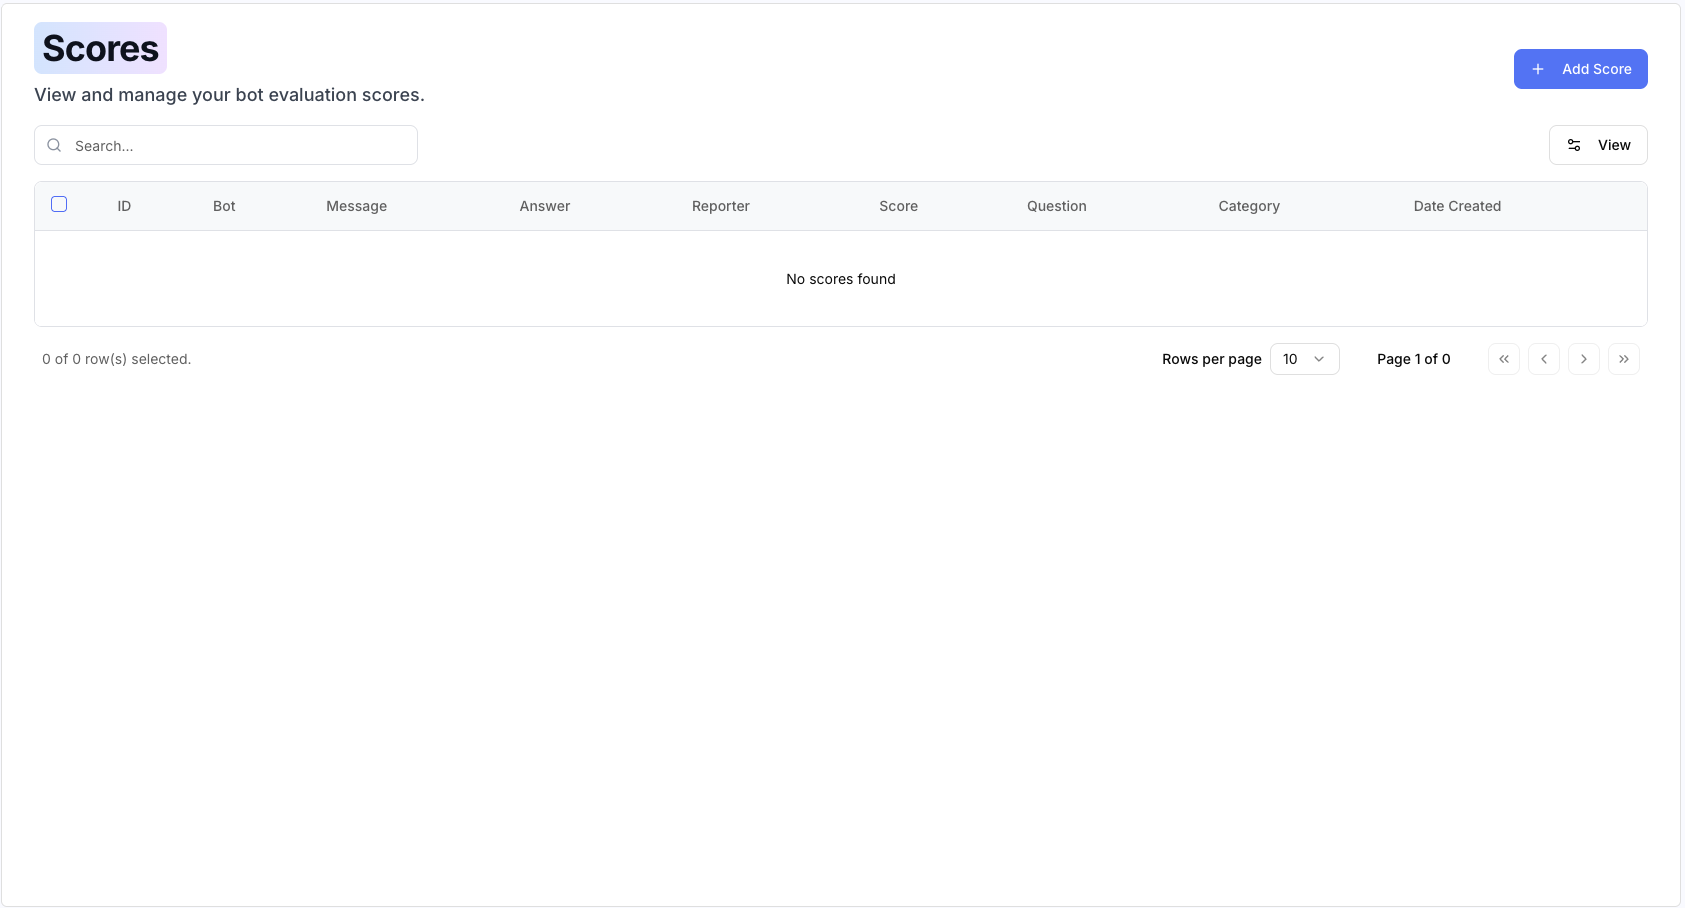 Scores
Add Score
View and manage your bot evaluation scores.
Search...
View
ID Bot Message Answer Reporter Score Question Category Date Created
No scores found
0 of 0 row(s) selected.
Rows per page 10 Page 1 of 0